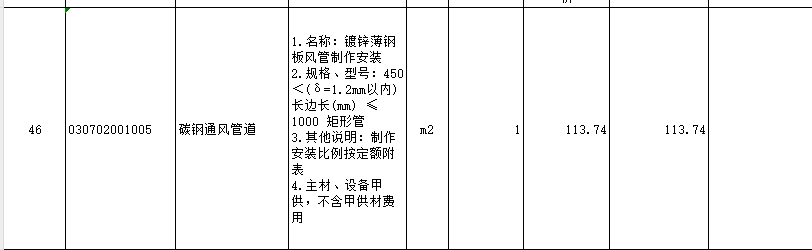 46
030702001005
碳钢通风管道
1.名称：镀锌薄钢
板风管制作安装
2.规格、型号：450
＜(δ=1.2mm以内)
长边长(mm) ≤
1000 矩形管
3.其他说明：制作
安装比例按定额附
表
4.主材、设备甲
供，不含甲供材费
用
m2
1
113.74
113.74